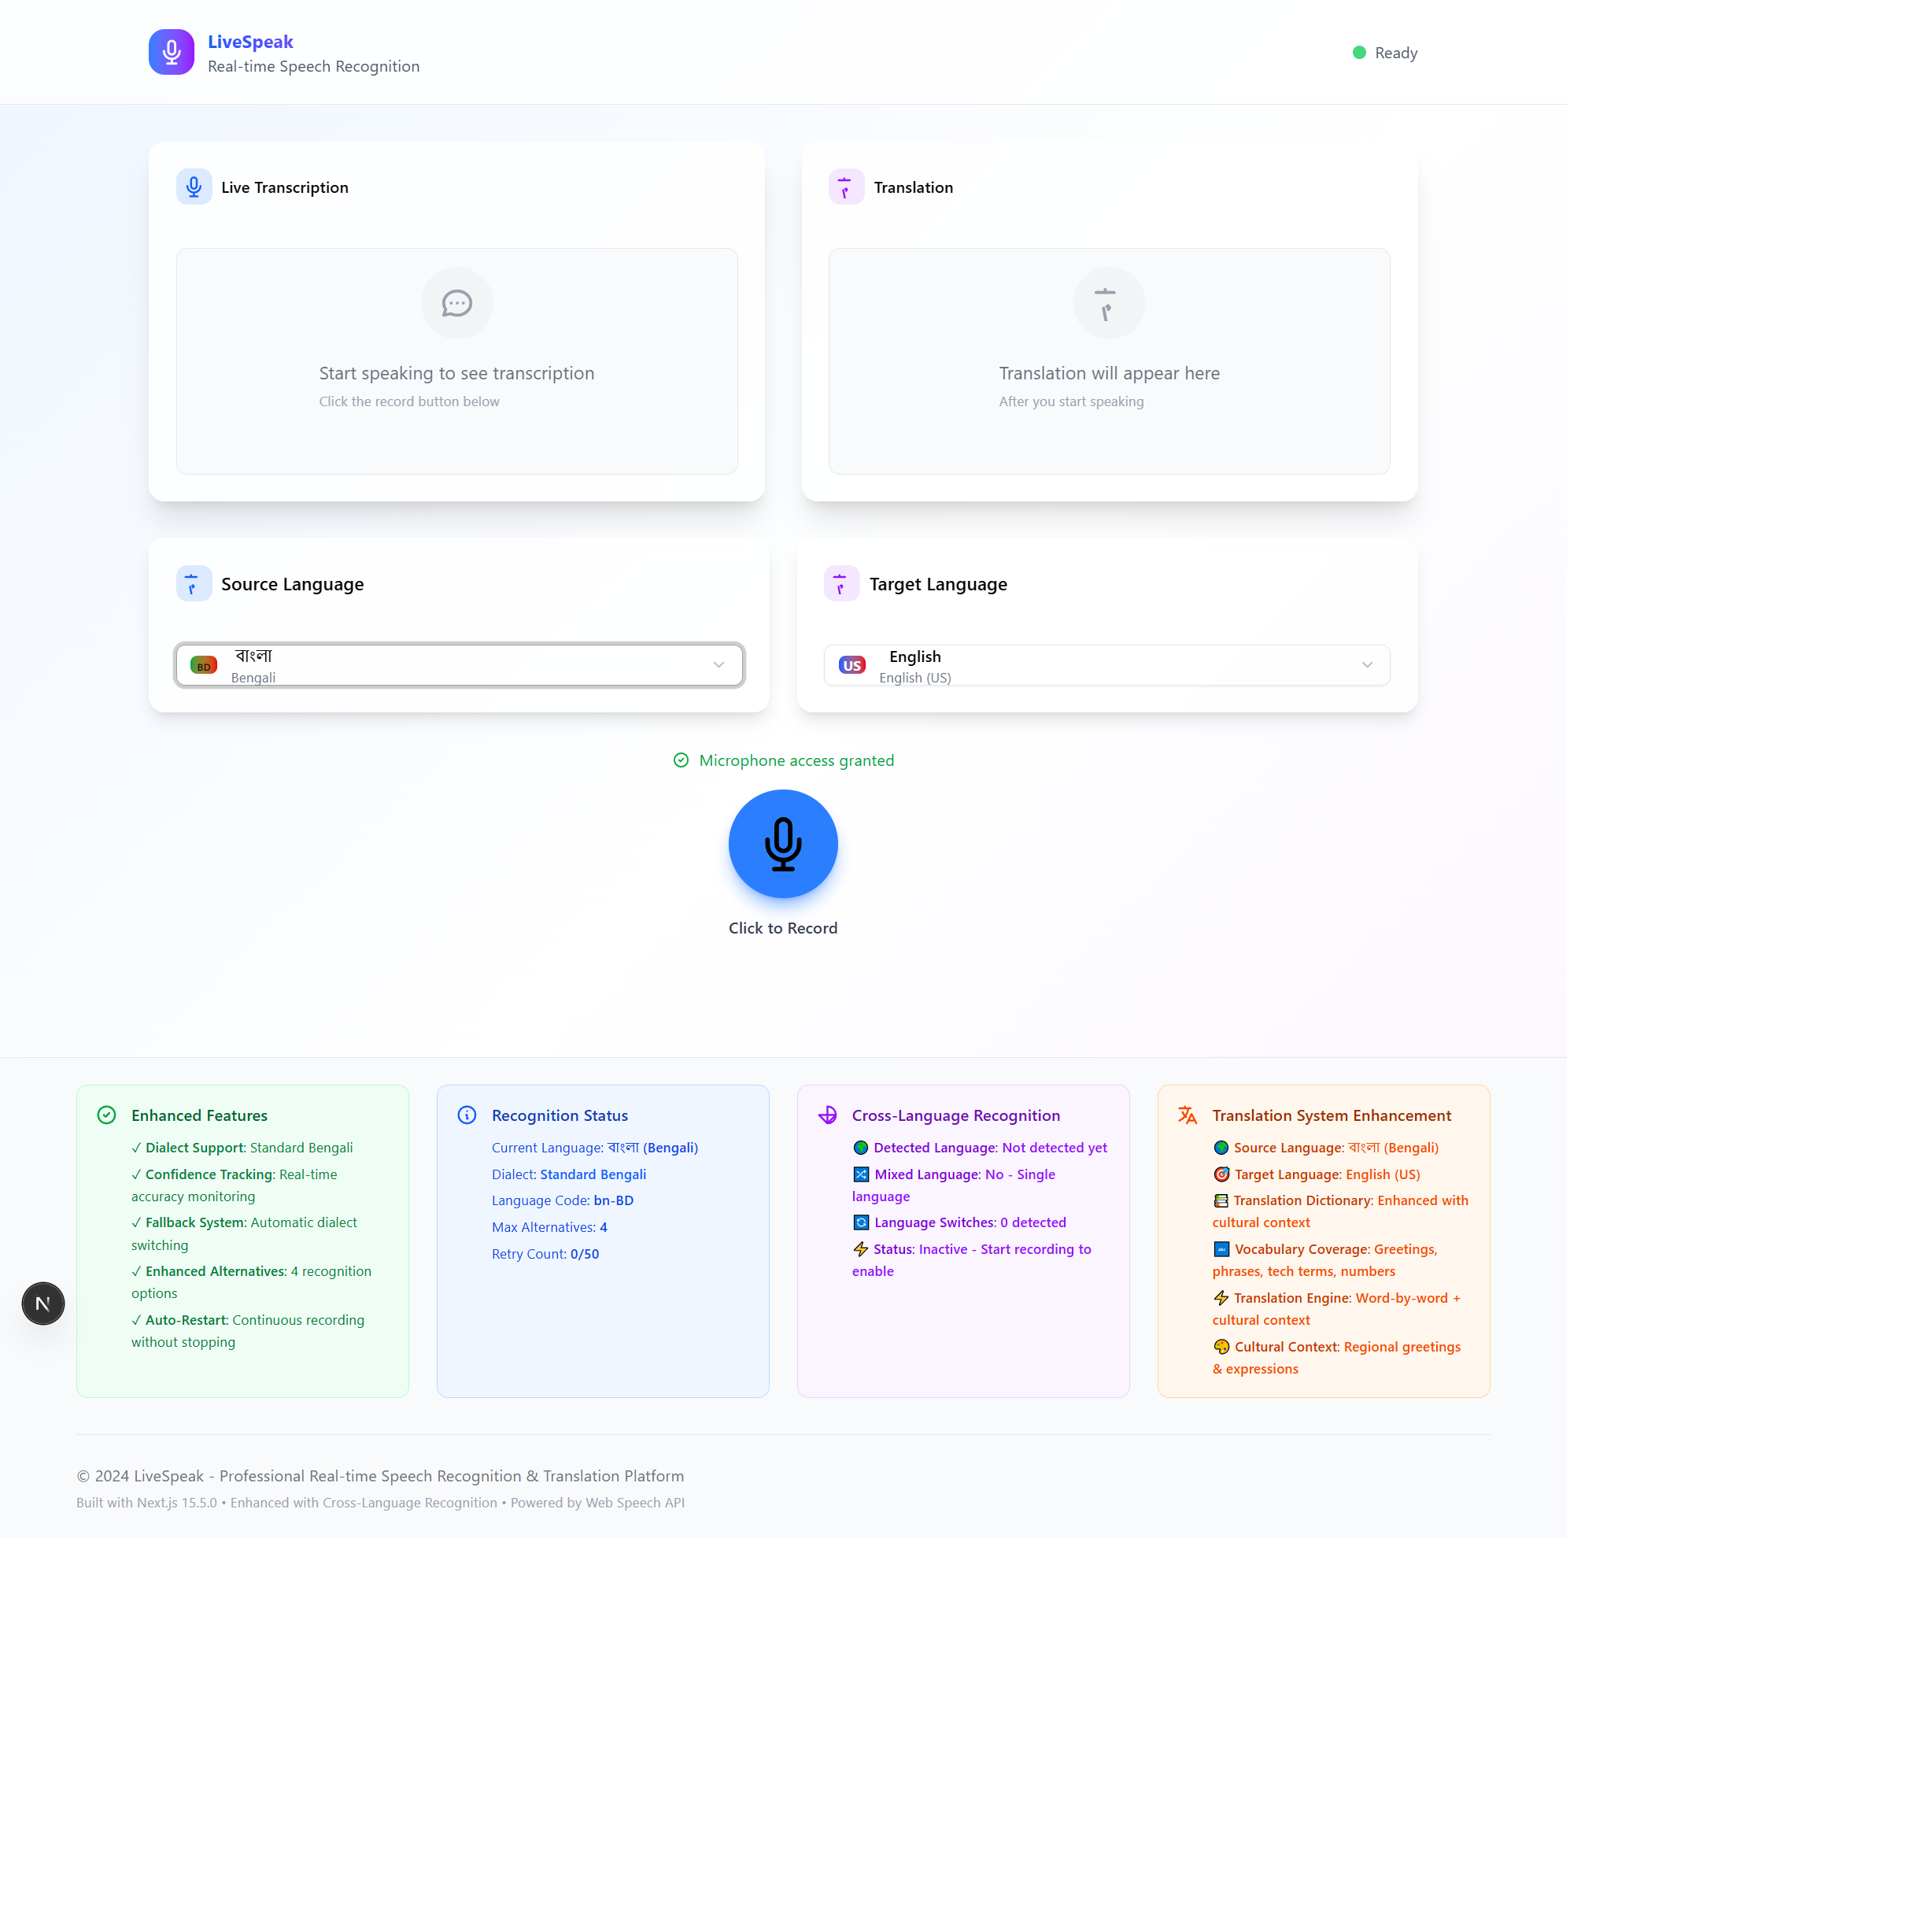 LiveSpeak
Real-time Speech Recognition
Ready
Live Transcription
Start speaking to see transcription
Click the record button below
Translation
Translation will appear here
After you start speaking
Source Language
BD
বাংলা
Bengali
Target Language
US
English
English (US)
Microphone access granted
Click to Record
Enhanced Features
✓ Dialect Support: Standard Bengali
✓ Confidence Tracking: Real-time
accuracy monitoring
✓ Fallback System: Automatic dialect
switching
✓ Enhanced Alternatives: 4 recognition
options
✓ Auto-Restart: Continuous recording
without stopping
Recognition Status
Current Language: বাংলা (Bengali)
Dialect: Standard Bengali
Language Code: bn-BD
Max Alternatives: 4
Retry Count: 0/50
Cross-Language Recognition
Detected Language: Not detected yet
Mixed Language: No - Single
language
Language Switches: 0 detected
Status: Inactive - Start recording to
enable
Translation System Enhancement
Source Language: বাংলা (Bengali)
Target Language: English (US)
Translation Dictionary: Enhanced with
cultural context
Vocabulary Coverage: Greetings,
phrases, tech terms, numbers
Translation Engine: Word-by-word +
cultural context
Cultural Context: Regional greetings
& expressions
N
© 2024 LiveSpeak - Professional Real-time Speech Recognition & Translation Platform
Built with Next.js 15.5.0 • Enhanced with Cross-Language Recognition • Powered by Web Speech API